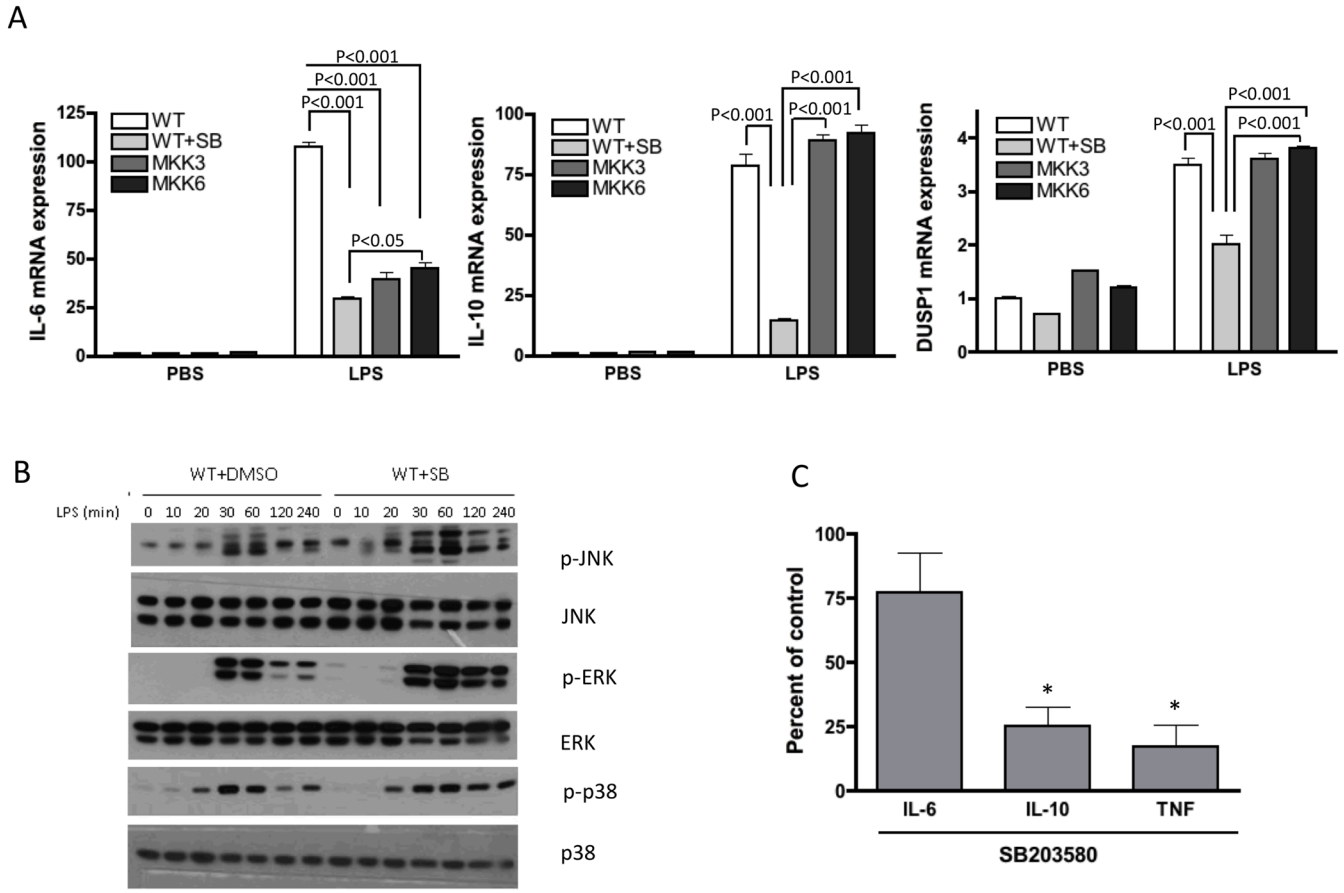 A
P<0.001
P<0.001
P<0.001
P<0.05
IL-6 mRNA expression
125
100
75
50
25
0
WT
WT+SB
MKK3
MKK6
PBS
LPS
P<0.001
P<0.001
P<0.001
IL-10 mRNA expression
100
75
50
25
0
WT
WT+SB
MKK3
MKK6
PBS
LPS
P<0.001
P<0.001
P<0.001
DUSP1 mRNA expression
4
3
2
1
0
WT
WT+SB
MKK3
MKK6
PBS
LPS
B
WT+DMSO WT+SB
LPS (min) 0 10 20 30 60 120 240 0 10 20 30 60 120 240
p-JNK
JNK
p-ERK
ERK
p-p38
p38
C
Percent of control
100
75
50
25
0
* *
IL-6 IL-10 TNF
SB203580